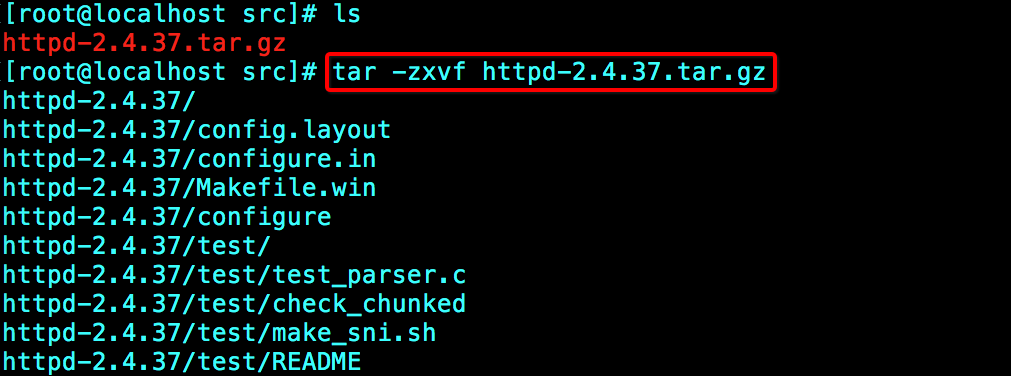 [root@localhost src]# ls
httpd-2.4.37.tar.gz
[root@localhost src]# tar -zxvf httpd-2.4.37.tar.gz
httpd-2.4.37/
httpd-2.4.37/config.layout
httpd-2.4.37/configure.in
httpd-2.4.37/Makefile.win
httpd-2.4.37/configure
httpd-2.4.37/test/
httpd-2.4.37/test/test_parser.c
httpd-2.4.37/test/check_chunked
httpd-2.4.37/test/make_sni.sh
httpd-2.4.37/test/README